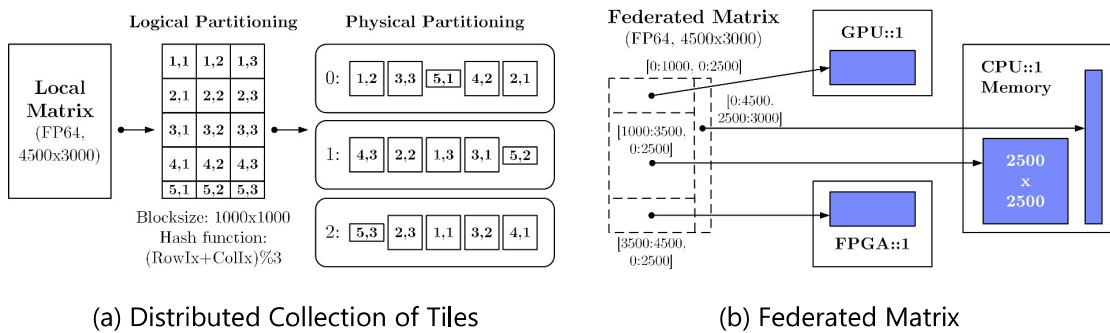 Logical Partitioning
Physical Partitioning
Local
Matrix
(FP64,
4500x3000)
1,1 1,2 1,3
2,1 2,2 2,3
3,1 3,2 3,3
4,1 4,2 4,3
5,1 5,2 5,3
Blocksize: 1000x1000
Hash function:
(RowIx+ColIx)%3
0: 1,2 3,3 5,1 4,2 2,1
1: 4,3 2,2 1,3 3,1 5,2
2: 5,3 2,3 1,1 3,2 4,1
(a) Distributed Collection of Tiles
Federated Matrix
(FP64, 4500x3000)
[0:1000, 0:2500]
[0:4500,
2500:3000]
[1000:3500,
0:2500]
[3500:4500,
0:2500]
GPU::1
FPGA::1
CPU::1
Memory
2500
x
2500
(b) Federated Matrix